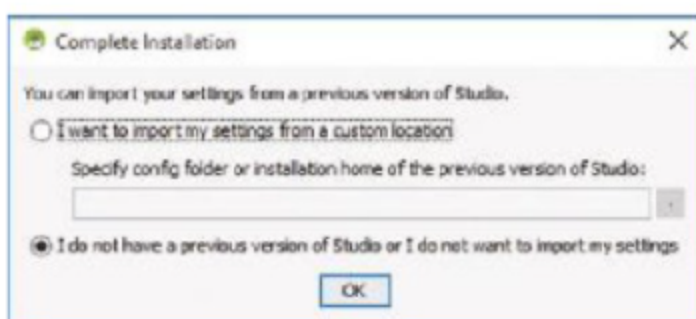 Complete Installation
You can import your settings from a previous version of Studio.
I want to import my settings from a custom location
Specify config folder or installation home of the previous version of Studio:
I do not have a previous version of Studio or I do not want to import my settings
OK